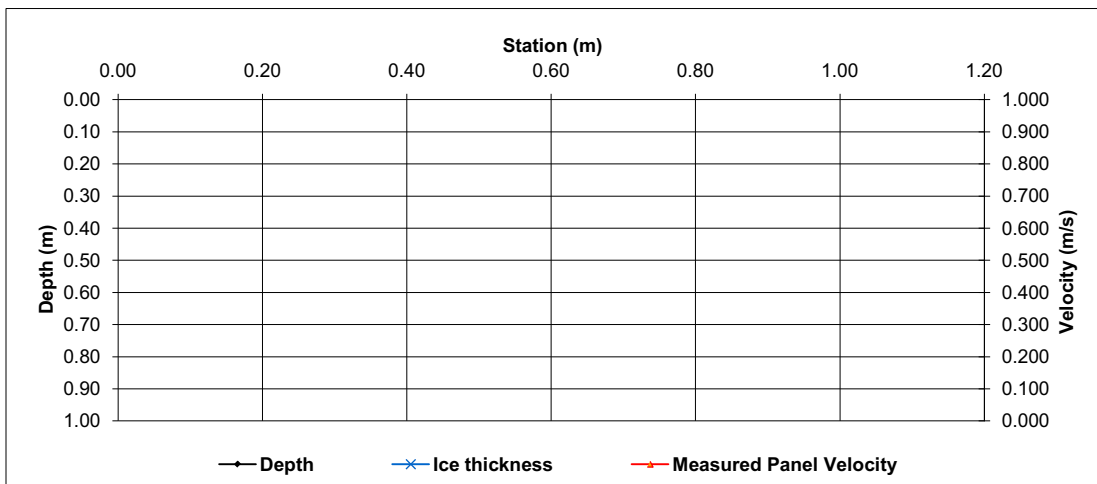 Station (m)
0.00 0.20 0.40 0.60 0.80 1.00 1.20
0.00 1.000
0.10 0.900
0.20 0.800
0.30 0.700
0.40 0.600
0.50 0.500
0.60 0.400
0.70 0.300
0.80 0.200
0.90 0.100
1.00 0.000
Depth (m)
Velocity (m/s)
Depth Ice thickness Measured Panel Velocity